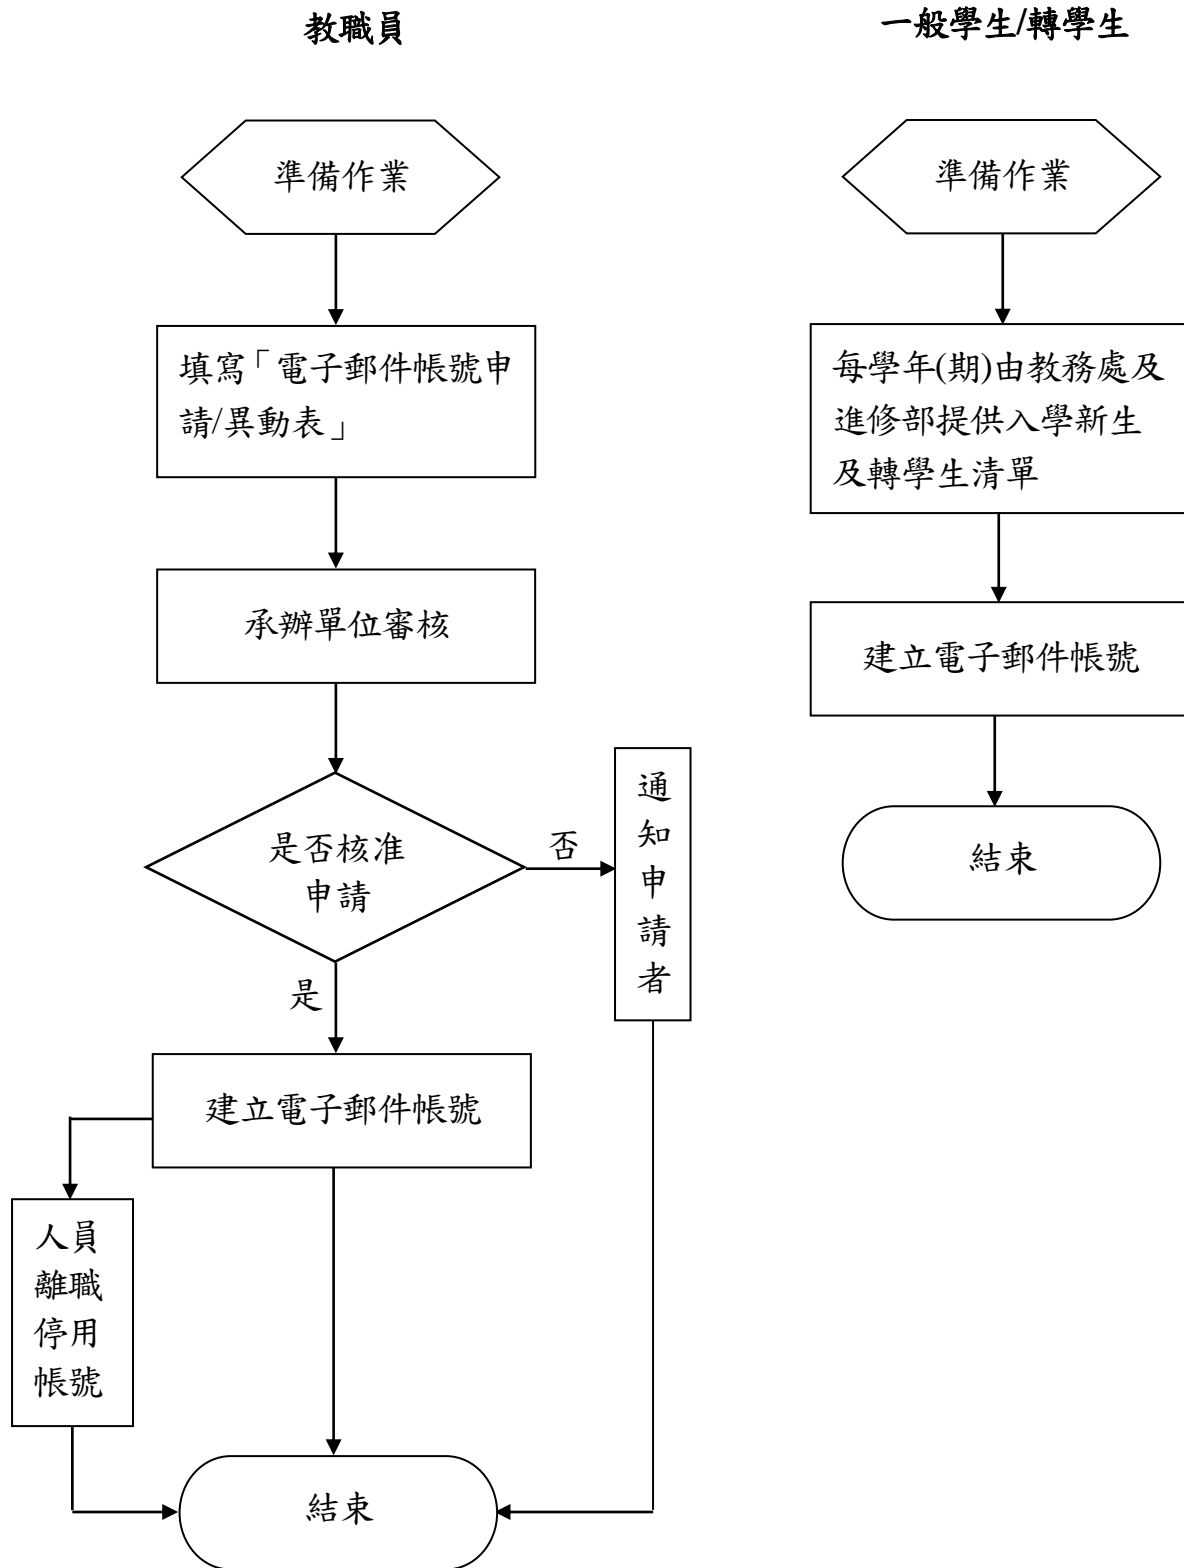 教職員
準備作業
填寫「電子郵件帳號申
請/異動表」
承辦單位審核
是否核准
申請
否
通
知
申
請
者
是
建立電子郵件帳號
人員
離職
停用
帳號
結束
一般學生/轉學生
準備作業
每學年(期)由教務處及
進修部提供入學新生
及轉學生清單
建立電子郵件帳號
結束